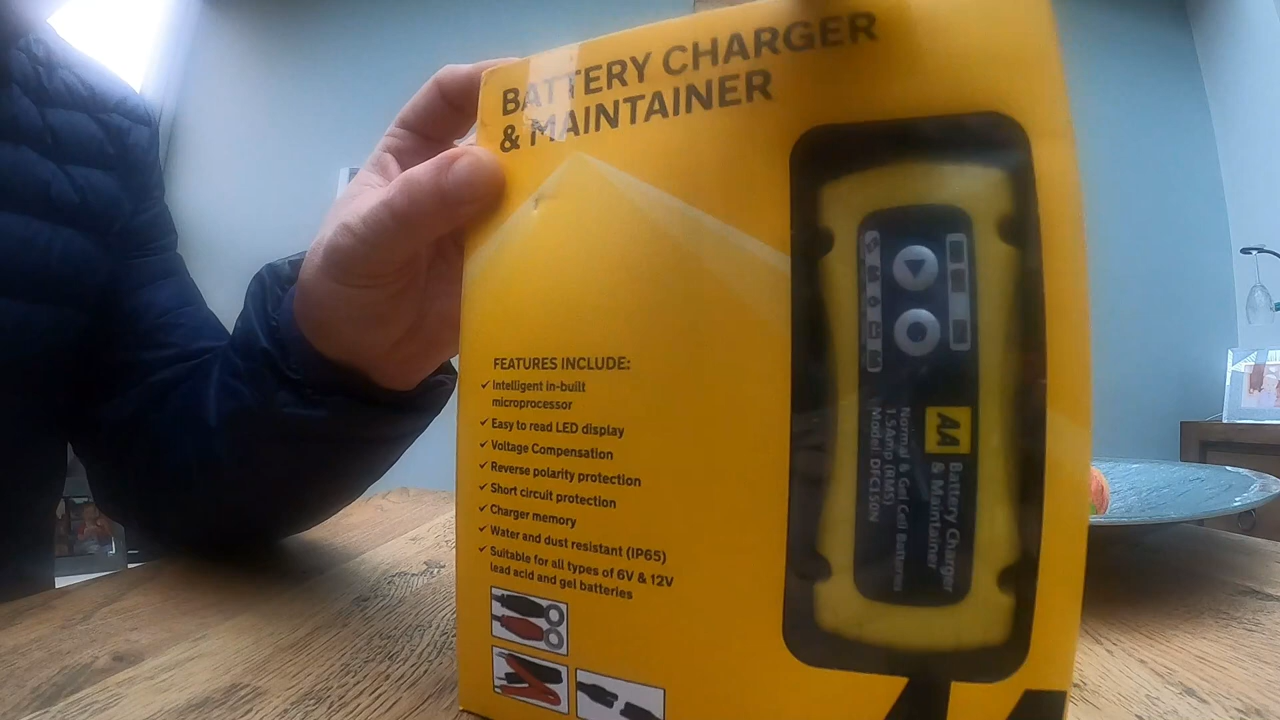 BATTERY CHARGER
& MAINTAINER
FEATURES INCLUDE:
✓ Intelligent in-built
microprocessor
✓ Easy to read LED display
✓ Voltage Compensation
✓ Reverse polarity protection
✓ Short circuit protection
✓ Charger memory
✓ Water and dust resistant (IP65)
✓ Suitable for all types of 6V & 12V
lead acid and gel batteries
AA
Battery Charger
& Maintainer
Normal & Gel Cell Batteries
1.5Amp (RMS)
Model: DFC150N